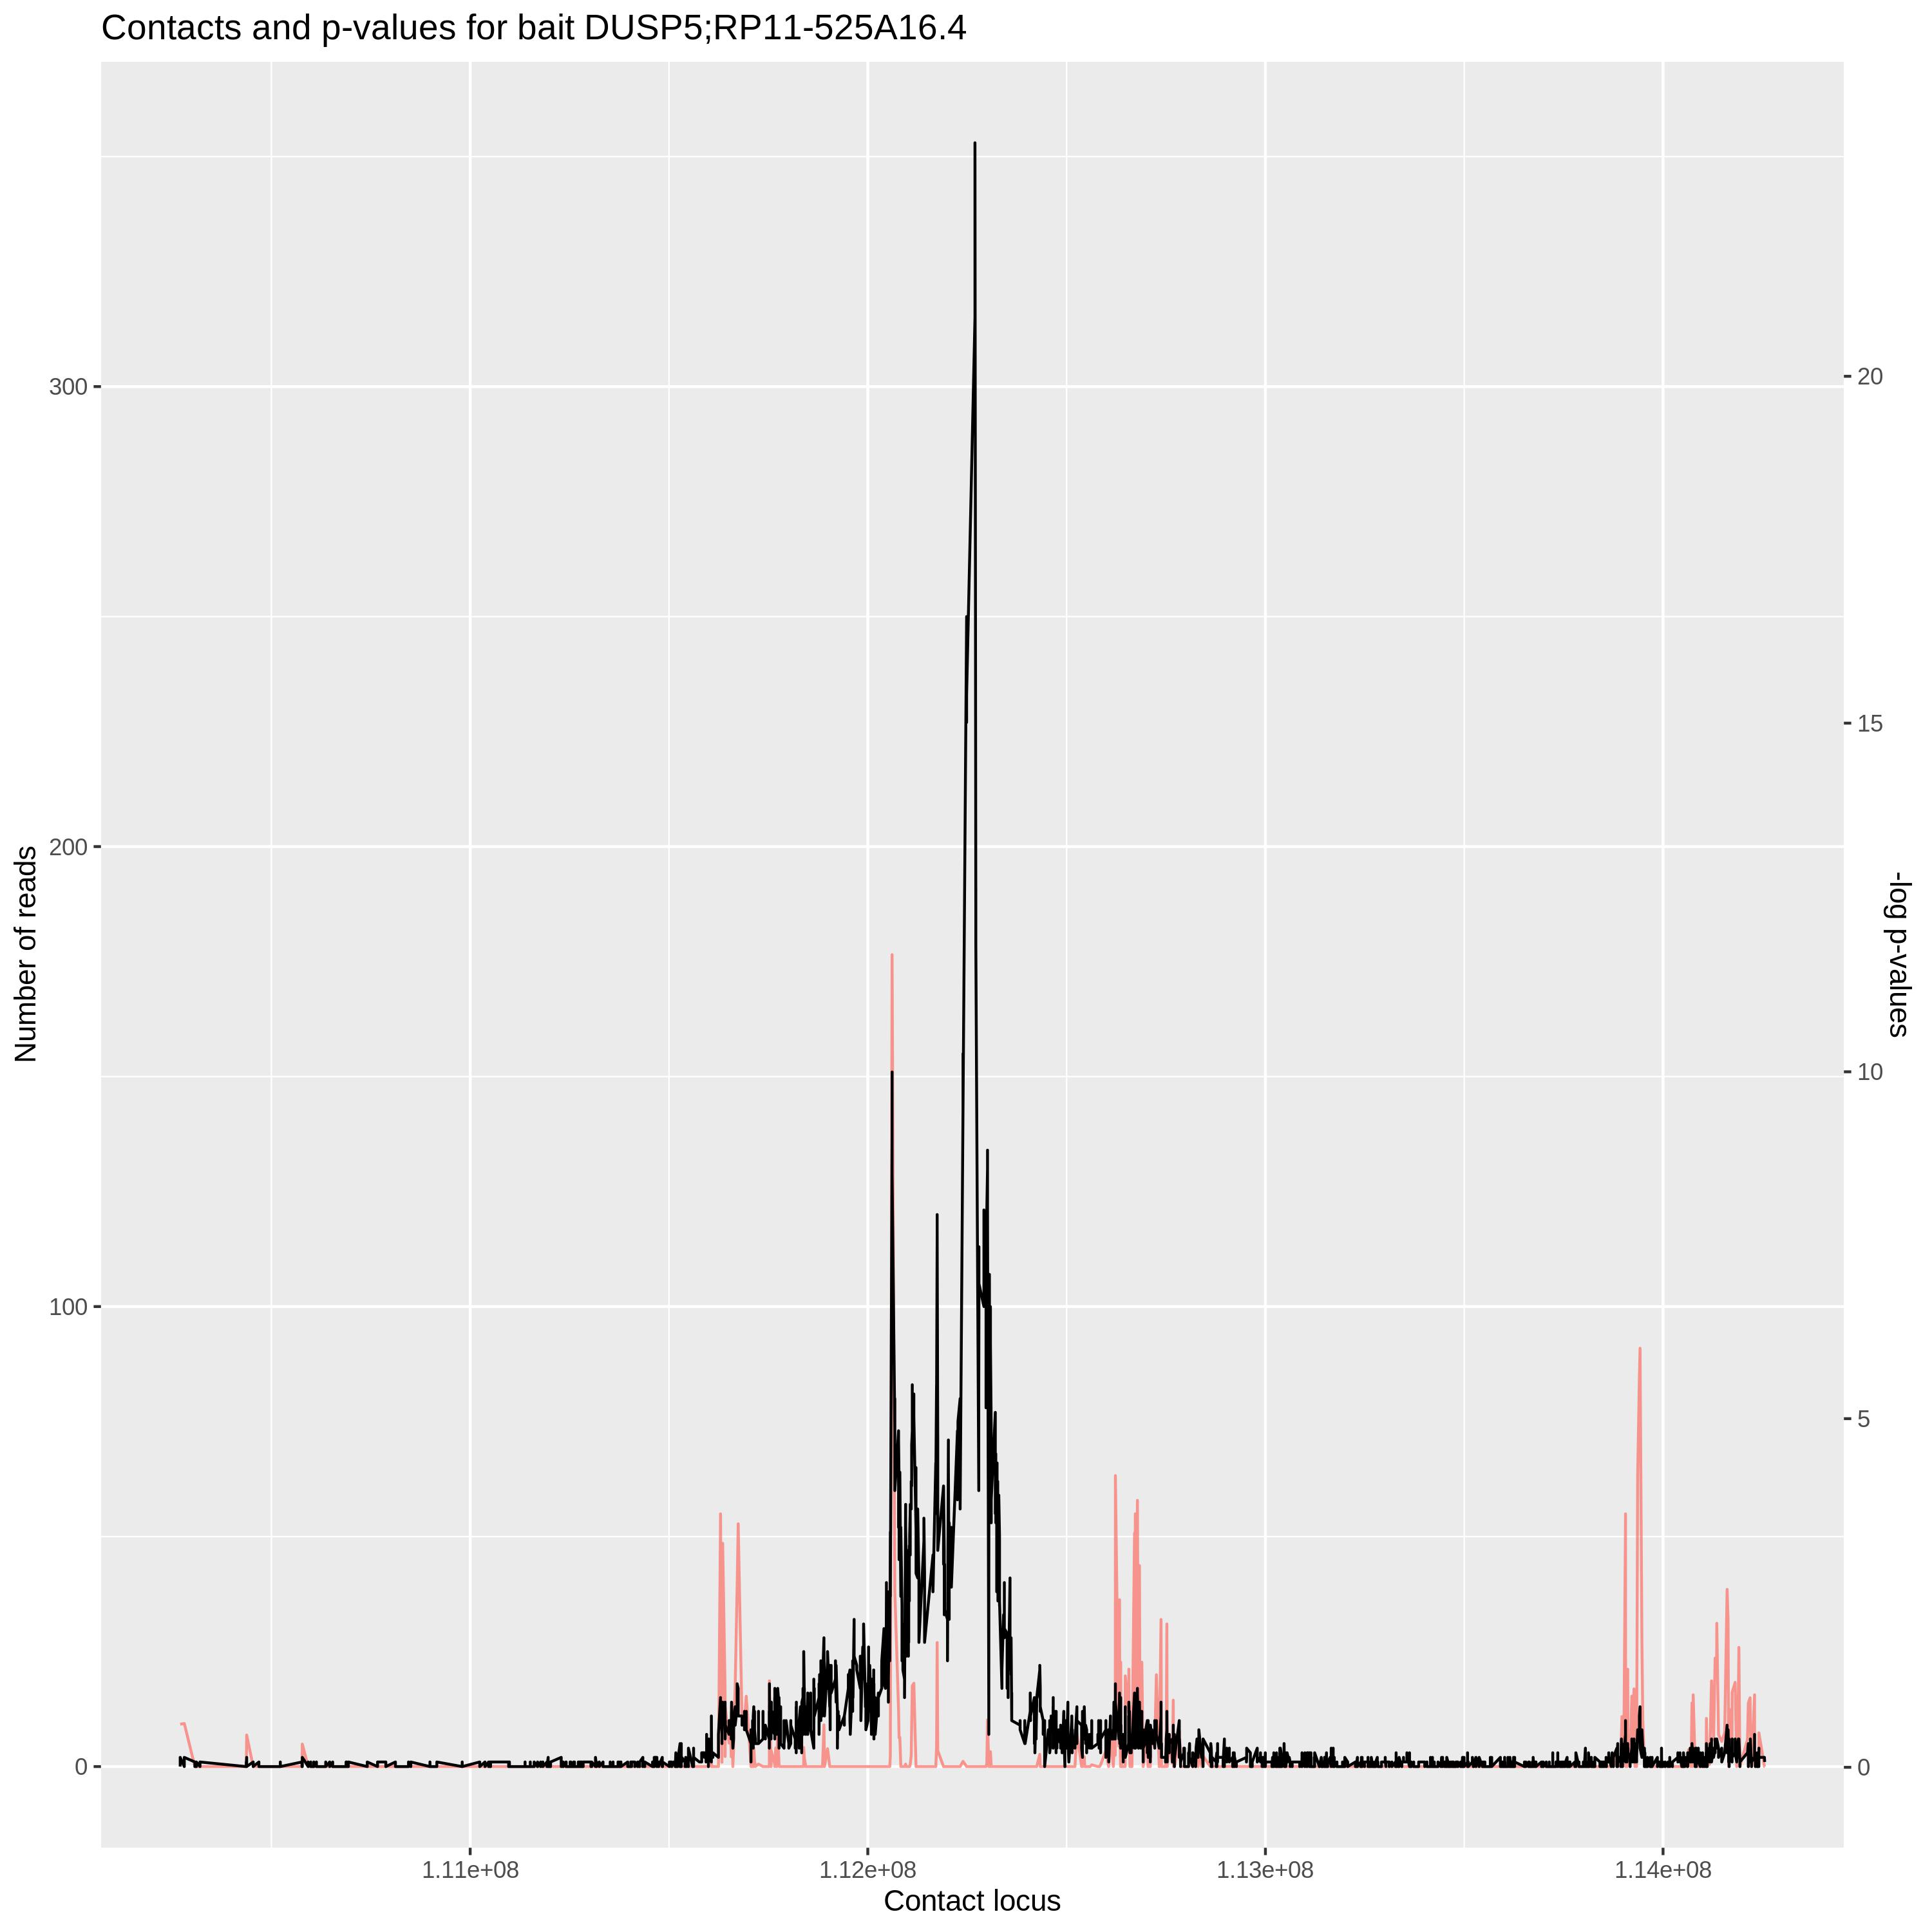 Contacts and p-values for bait DUSP5;RP11-525A16.4
Number of reads
300
200
100
0
20
15
10
5
0
-log p-values
1.11e+08
1.12e+08
1.13e+08
1.14e+08
Contact locus